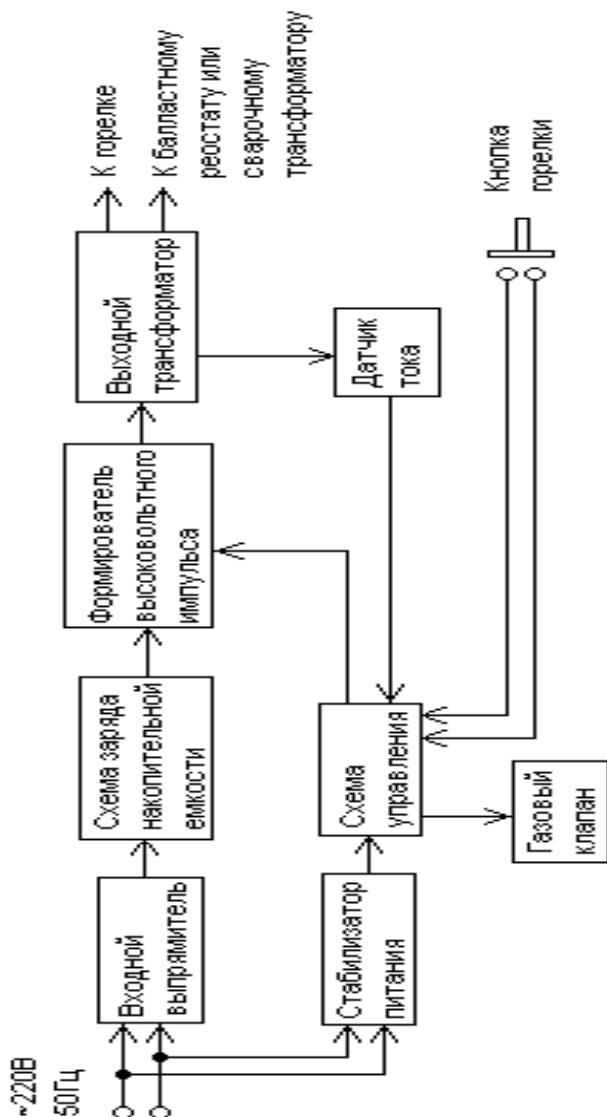 ~220В
50Гц
Входной
выпрямитель
Схема заряда
накопительной
емкости
Формирователь
высоковольтного
импульса
Выходной
трансформатор
К горелке
К балластному
реостату или
сварочному
трансформатору
Стабилизатор
питания
Схема
управления
Датчик
тока
Газовый
клапан
Кнопка
горелки